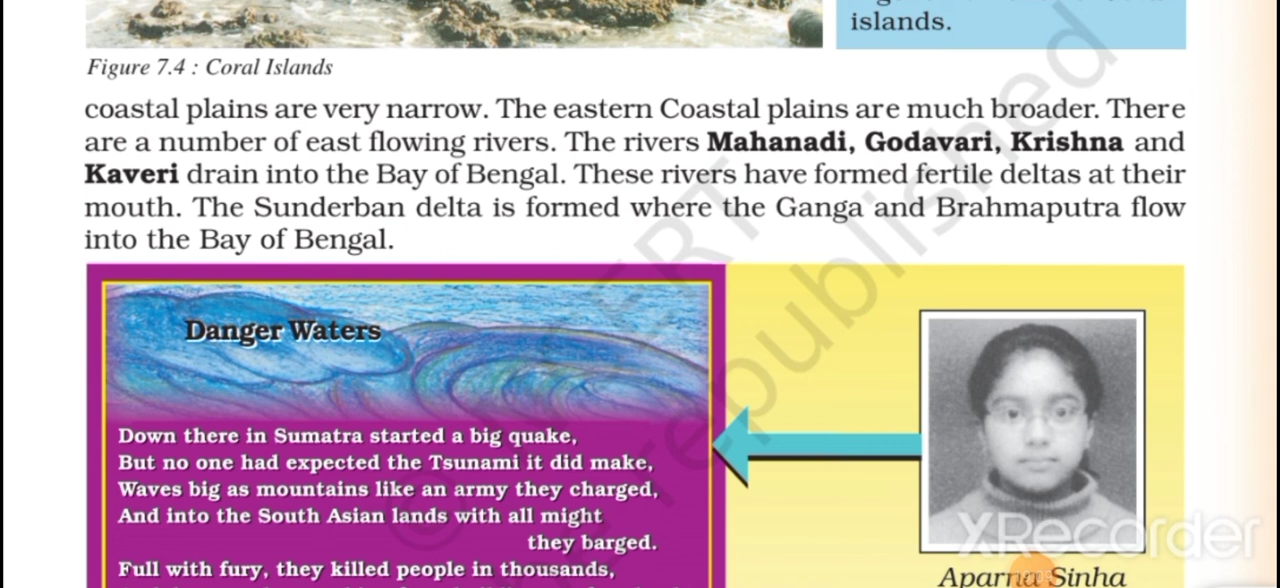 islands.
Figure 7.4 : Coral Islands
coastal plains are very narrow. The eastern Coastal plains are much broader. There
are a number of east flowing rivers. The rivers Mahanadi, Godavari, Krishna and
Kaveri drain into the Bay of Bengal. These rivers have formed fertile deltas at their
mouth. The Sunderban delta is formed where the Ganga and Brahmaputra flow
into the Bay of Bengal.
Danger Waters
Down there in Sumatra started a big quake,
But no one had expected the Tsunami it did make,
Waves big as mountains like an army they charged,
And into the South Asian lands with all might
they barged.
Full with fury, they killed people in thousands,
Aparna Sinha
XRecorder
republished